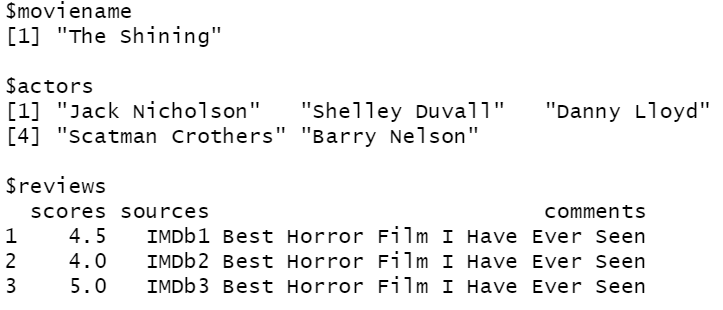 $moviename
[1] "The Shining"
$actors
[1] "Jack Nicholson"   "Shelley Duvall"   "Danny Lloyd"
[4] "Scatman Crothers" "Barry Nelson"
$reviews
  scores sources                           comments
1    4.5   IMDb1 Best Horror Film I Have Ever Seen
2    4.0   IMDb2 Best Horror Film I Have Ever Seen
3    5.0   IMDb3 Best Horror Film I Have Ever Seen